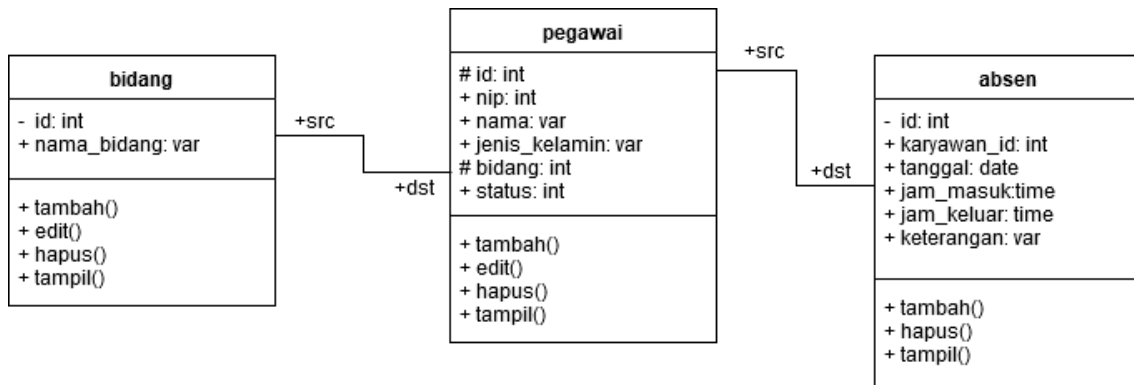 bidang
- id: int
+ nama_bidang: var
+ tambah()
+ edit()
+ hapus()
+ tampil()
+src
+dst
pegawai
# id: int
+ nip: int
+ nama: var
+ jenis_kelamin: var
# bidang: int
+ status: int
+ tambah()
+ edit()
+ hapus()
+ tampil()
+src
+dst
absen
- id: int
+ karyawan_id: int
+ tanggal: date
+ jam_masuk:time
+ jam_keluar: time
+ keterangan: var
+ tambah()
+ hapus()
+ tampil()